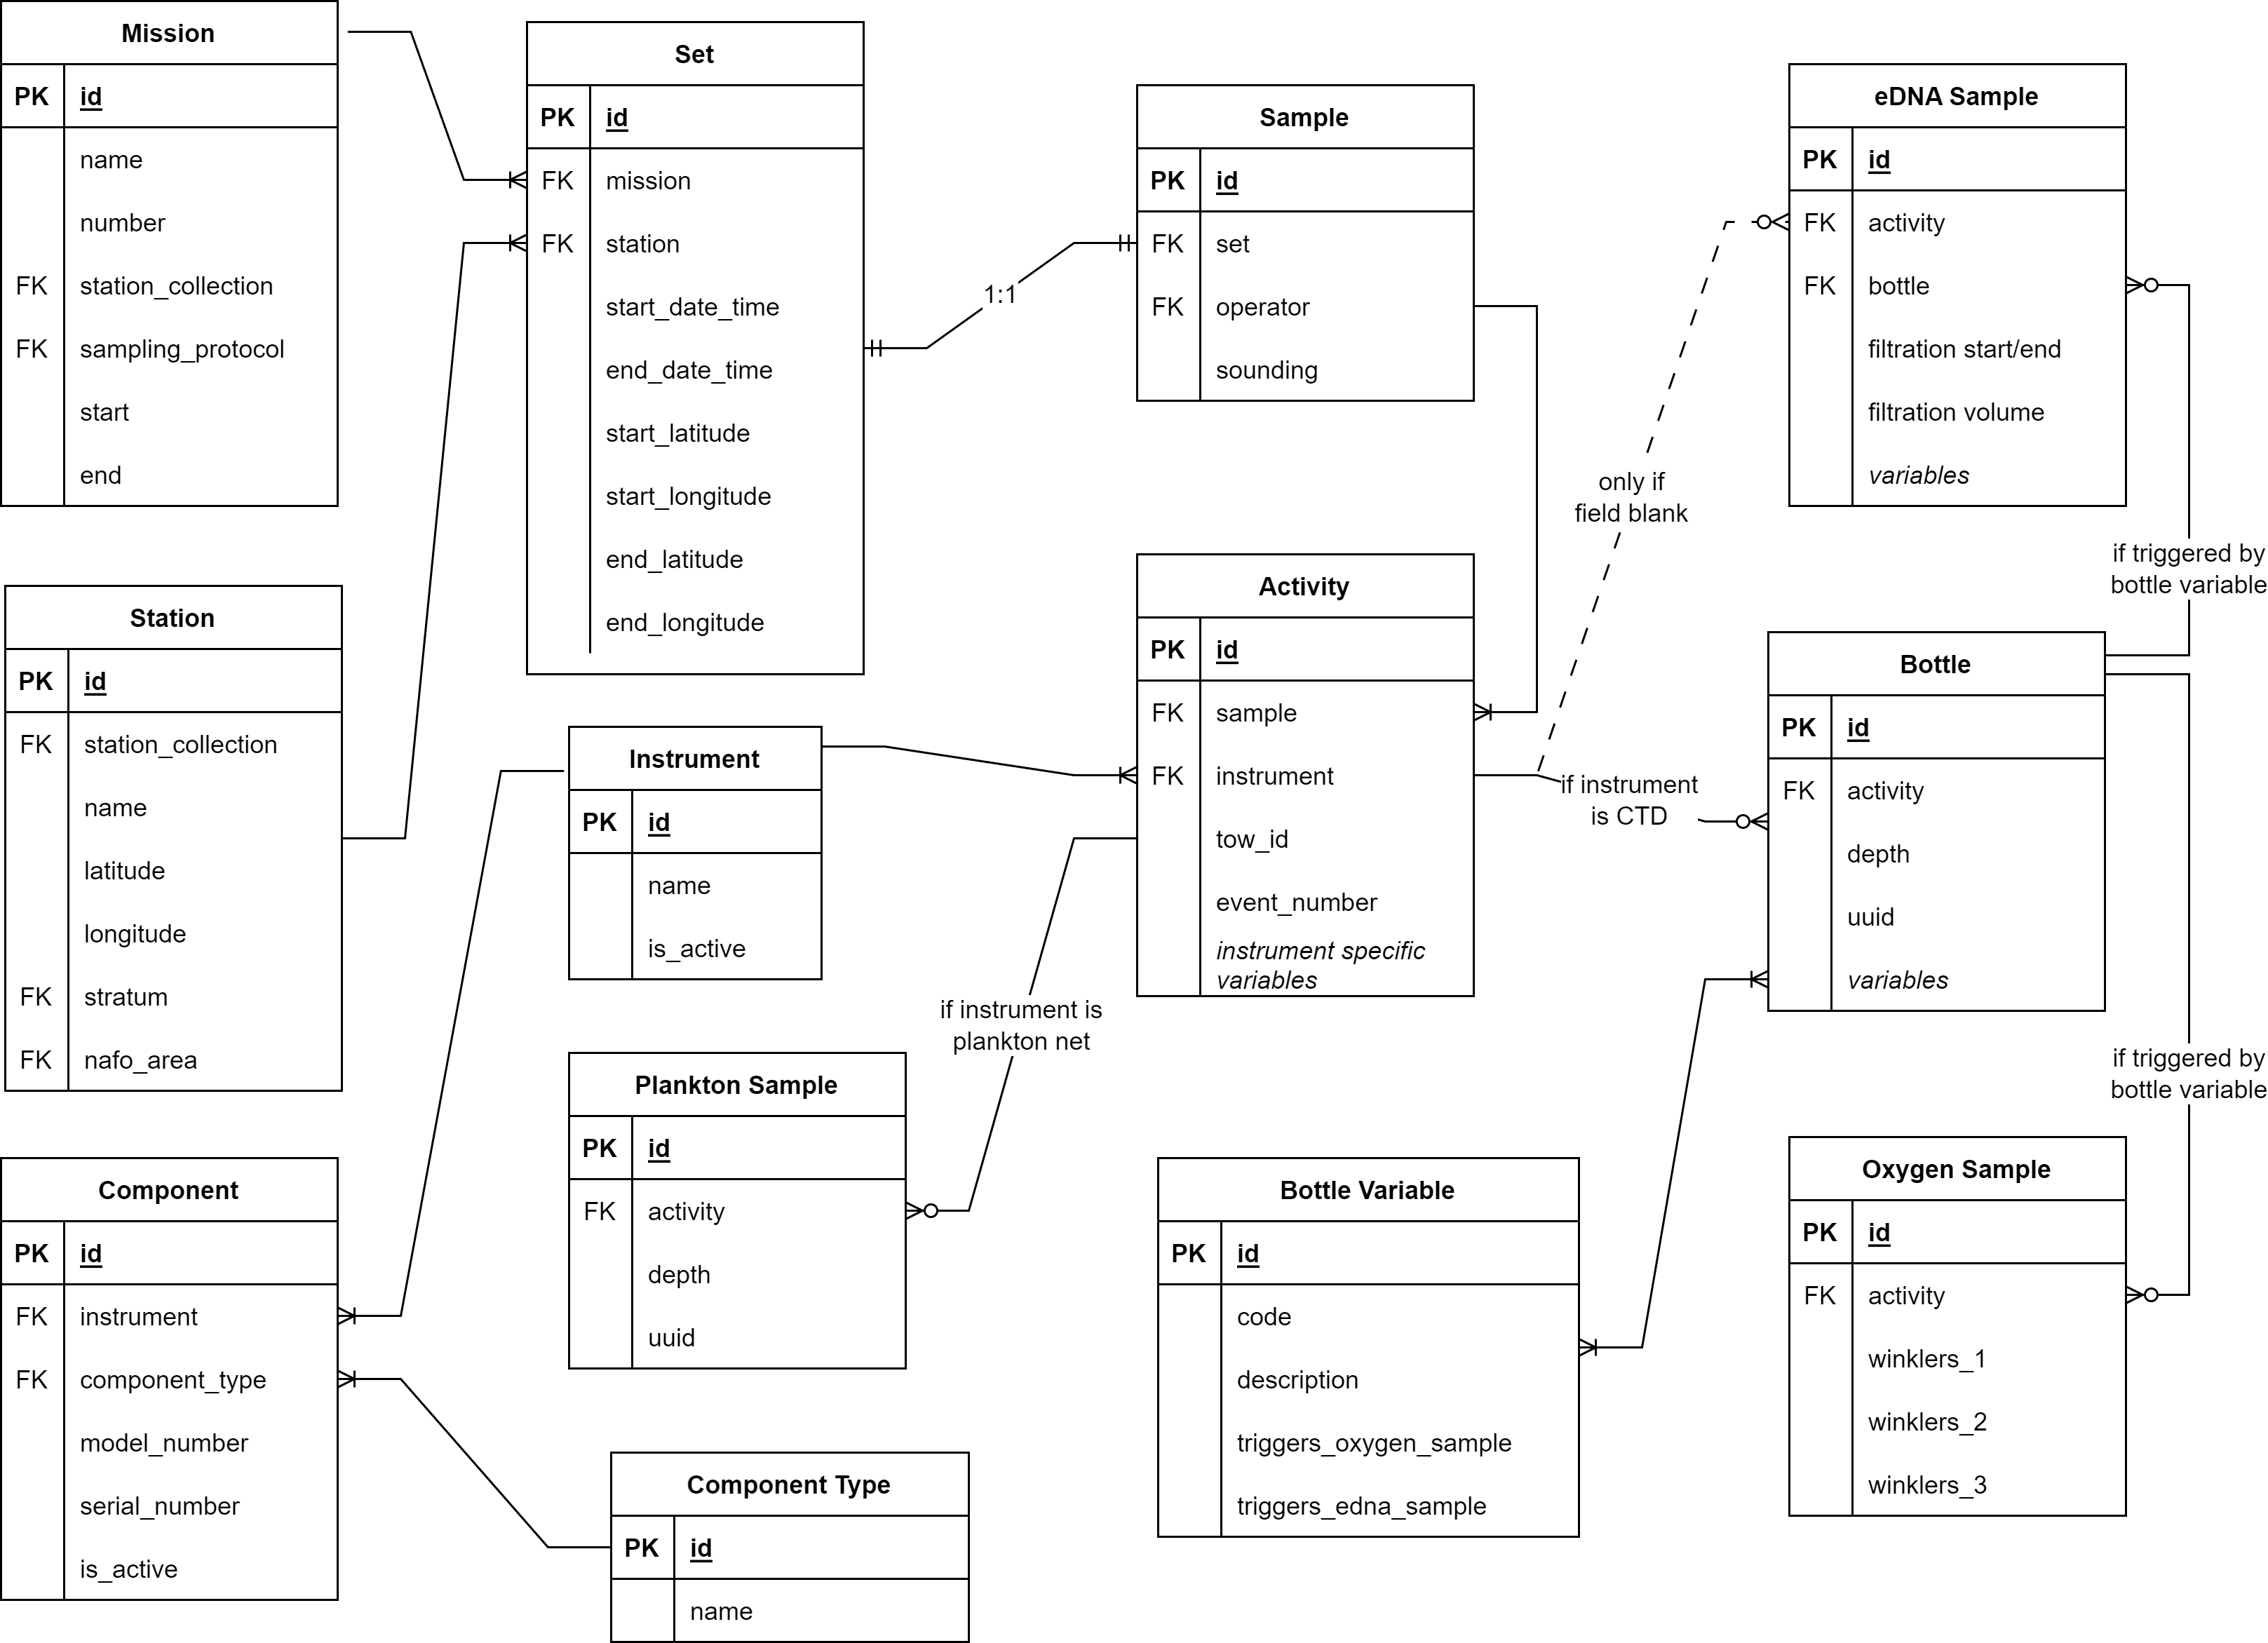 Mission
PK id
name
number
FK station_collection
FK sampling_protocol
start
end
Set
PK id
FK mission
FK station
start_date_time
end_date_time
start_latitude
start_longitude
end_latitude
end_longitude
1:1
Sample
PK id
FK set
FK operator
sounding
eDNA Sample
PK id
FK activity
FK bottle
filtration start/end
filtration volume
variables
only if
field blank
if triggered by
bottle variable
Station
PK id
FK station_collection
name
latitude
longitude
FK stratum
FK nafo_area
Instrument
PK id
name
is_active
Activity
PK id
FK sample
FK instrument
tow_id
event_number
instrument specific
variables
if instrument
is CTD
Bottle
PK id
FK activity
depth
uuid
variables
if instrument is
plankton net
if triggered by
bottle variable
Plankton Sample
PK id
FK activity
depth
uuid
Component
PK id
FK instrument
FK component_type
model_number
serial_number
is_active
Component Type
PK id
name
Bottle Variable
PK id
code
description
triggers_oxygen_sample
triggers_edna_sample
Oxygen Sample
PK id
FK activity
winklers_1
winklers_2
winklers_3